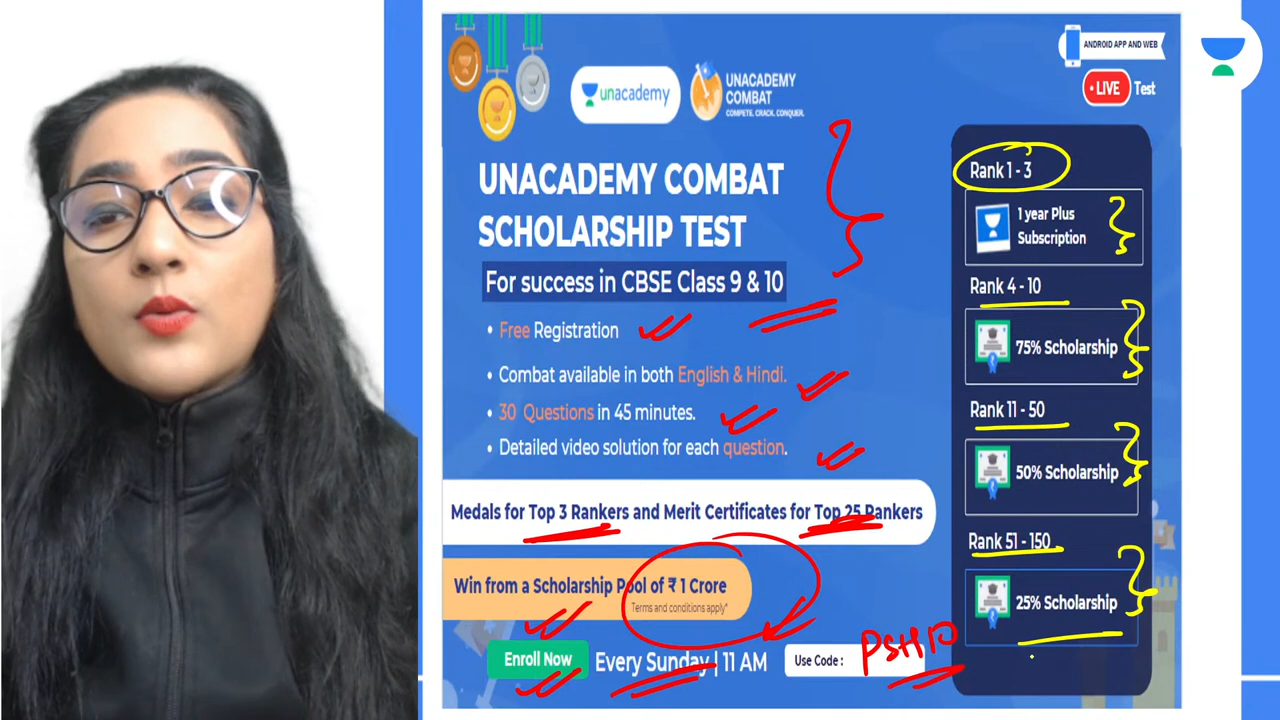 ANDROID APP AND WEB
LIVE Test
unacademy
UNACADEMY
COMBAT
COMPETE. CRACK. CONQUER.
UNACADEMY COMBAT
SCHOLARSHIP TEST
For success in CBSE Class 9 & 10
• Free Registration
• Combat available in both English & Hindi.
• 30 Questions in 45 minutes.
• Detailed video solution for each question.
Medals for Top 3 Rankers and Merit Certificates for Top 25 Rankers
Win from a Scholarship Pool of ₹ 1 Crore
Terms and conditions apply*
Enroll Now Every Sunday | 11 AM Use Code : PSH10
Rank 1 - 3
1 year Plus
Subscription
Rank 4 - 10
75% Scholarship
Rank 11 - 50
50% Scholarship
Rank 51 - 150
25% Scholarship